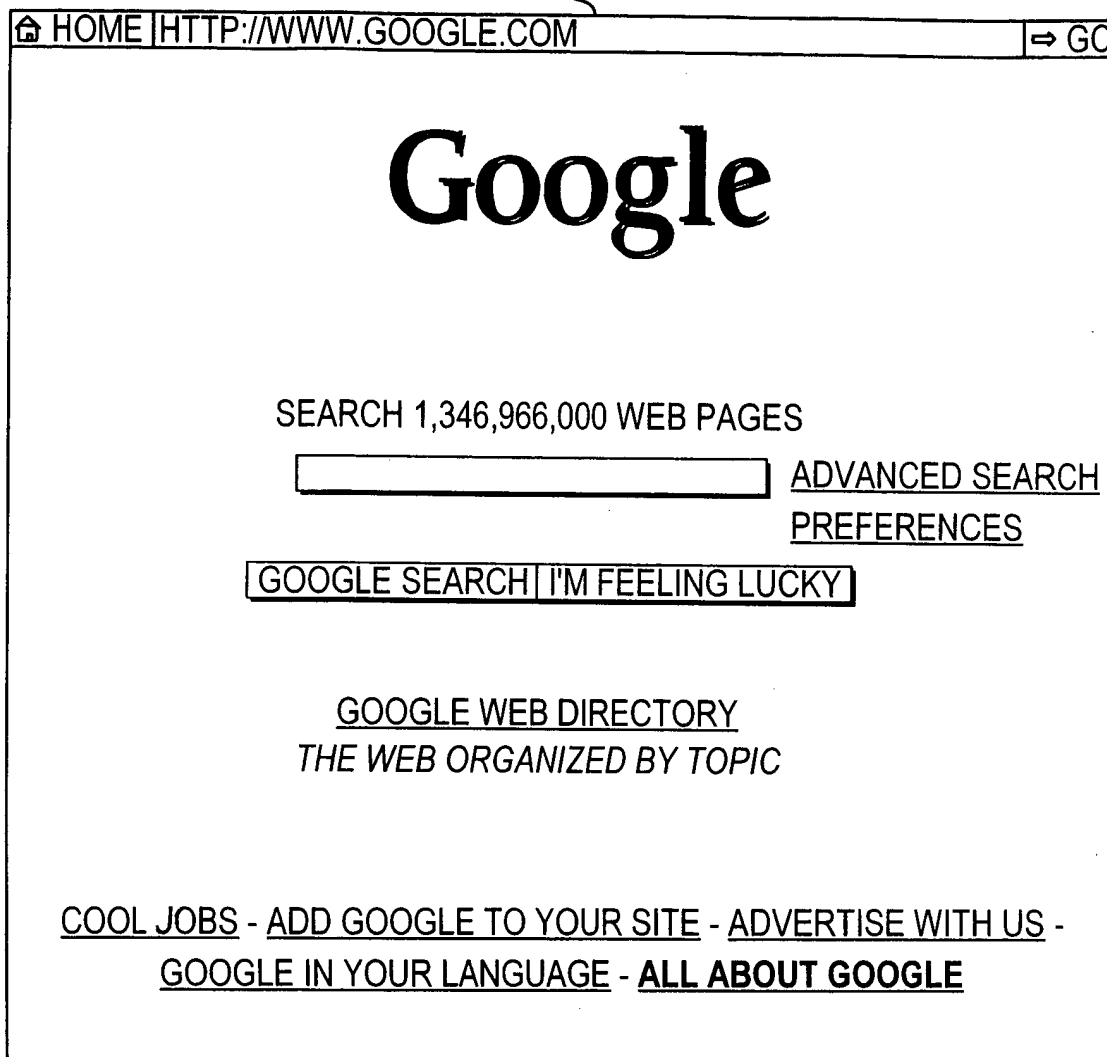 HOME HTTP://WWW.GOOGLE.COM ⇨ GO
Google
SEARCH 1,346,966,000 WEB PAGES
ADVANCED SEARCH
PREFERENCES
GOOGLE SEARCH I'M FEELING LUCKY
GOOGLE WEB DIRECTORY
THE WEB ORGANIZED BY TOPIC
COOL JOBS - ADD GOOGLE TO YOUR SITE - ADVERTISE WITH US -
GOOGLE IN YOUR LANGUAGE - ALL ABOUT GOOGLE